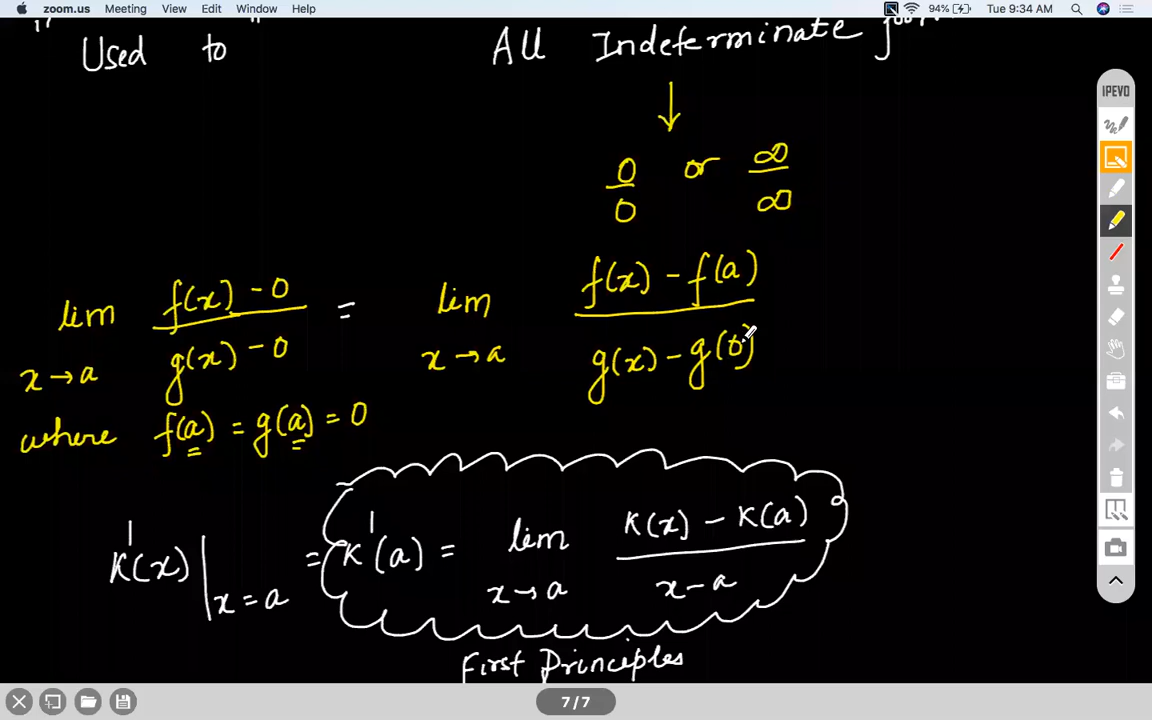 zoom.us Meeting View Edit Window Help 94% Tue 9:34 AM
Used to All Indeterminate
IPEVO
0/0 or ∞/∞
lim x→a (f(x) - 0)/(g(x) - 0) = lim x→a (f(x) - f(a))/(g(x) - g(0)
where f(a) = g(a) = 0
K'(x)|x=a = K'(a) = lim x→a (K(x) - K(a))/(x-a)
First Principles
7/7